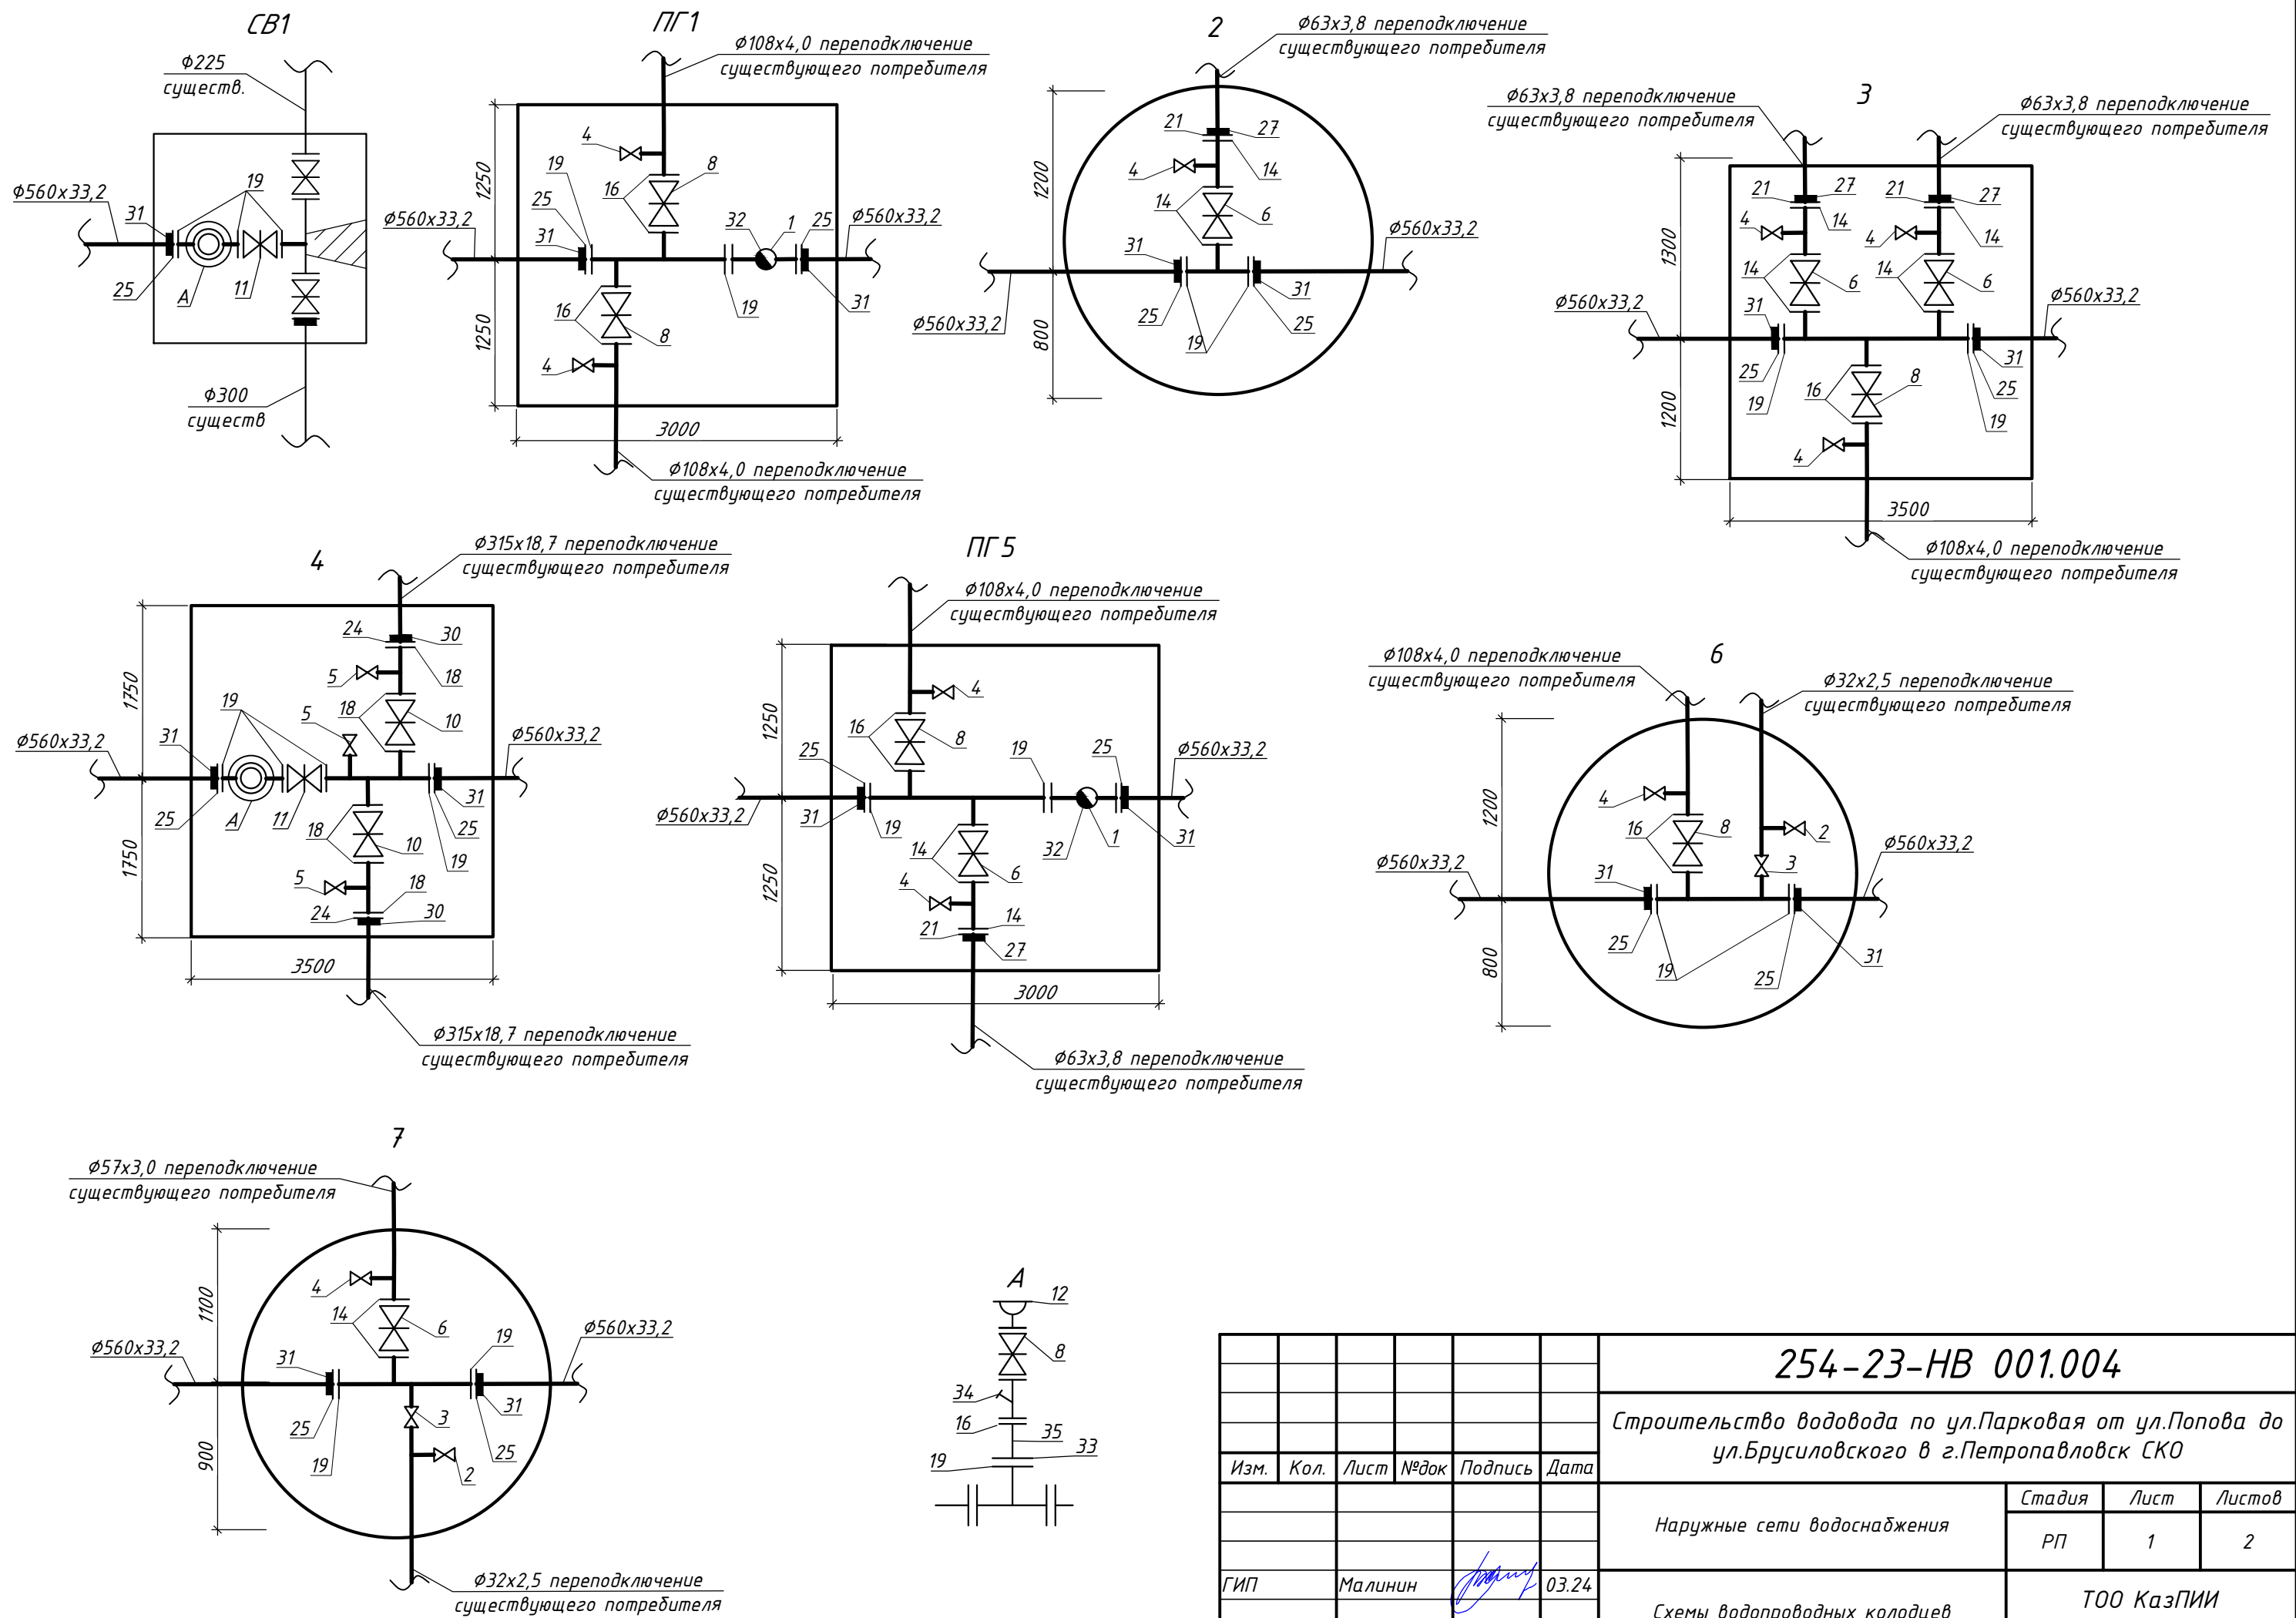 СВ1
Ф225
существ.
Ф560х33,2
31
19
25
А
11
Ф300
существ
ПГ1
Ф108х4,0 переподключение
существующего потребителя
1250
1250
4
19
16
8
25
31
Ф560х33,2
32
1
25
Ф560х33,2
16
8
19
31
4
3000
Ф108х4,0 переподключение
существующего потребителя
2
Ф63х3,8 переподключение
существующего потребителя
1200
800
21
27
4
14
14
6
31
31
Ф560х33,2
Ф560х33,2
25
19
25
3
Ф63х3,8 переподключение
существующего потребителя
Ф63х3,8 переподключение
существующего потребителя
1300
1200
21
27
21
27
4
14
4
14
14
6
14
6
Ф560х33,2
31
Ф560х33,2
25
31
19
16
8
25
19
4
3500
Ф108х4,0 переподключение
существующего потребителя
4
Ф315х18,7 переподключение
существующего потребителя
1750
1750
24
30
5
18
19
5
18
10
Ф560х33,2
31
Ф560х33,2
31
25
А
11
18
10
25
19
5
18
24
30
3500
Ф315х18,7 переподключение
существующего потребителя
ПГ5
Ф108х4,0 переподключение
существующего потребителя
1250
1250
4
16
8
25
19
25
Ф560х33,2
Ф560х33,2
31
19
14
6
32
1
31
4
21
14
27
3000
Ф63х3,8 переподключение
существующего потребителя
6
Ф108х4,0 переподключение
существующего потребителя
Ф32х2,5 переподключение
существующего потребителя
1200
800
4
16
8
2
3
Ф560х33,2
31
Ф560х33,2
25
19
25
31
7
Ф57х3,0 переподключение
существующего потребителя
1100
900
4
14
6
19
Ф560х33,2
31
Ф560х33,2
25
19
3
31
25
2
Ф32х2,5 переподключение
существующего потребителя
А
12
8
34
16
35
33
19
254-23-НВ 001.004
Строительство водовода по ул.Парковая от ул.Попова до
ул.Брусиловского в г.Петропавловск СКО
Изм. Кол. Лист №док Подпись Дата
Наружные сети водоснабжения
Стадия Лист Листов
РП 1 2
ГИП Малинин 03.24
Схемы водопроводных колодцев
ТОО КазПИИ